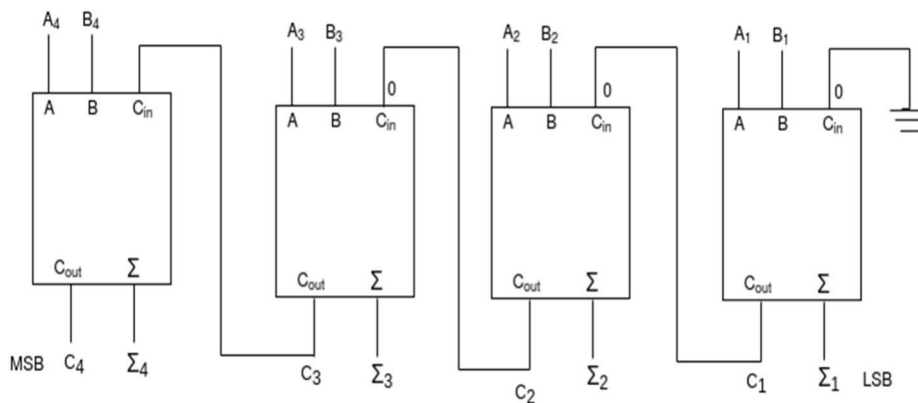 A₄ B₄ A₃ B₃ A₂ B₂ A₁ B₁
0 0 0
A B Cᵢₙ A B Cᵢₙ A B Cᵢₙ A B Cᵢₙ
Cₒᵤₜ Σ Cₒᵤₜ Σ Cₒᵤₜ Σ Cₒᵤₜ Σ
MSB C₄ Σ₄ C₃ Σ₃ C₂ Σ₂ C₁ Σ₁ LSB